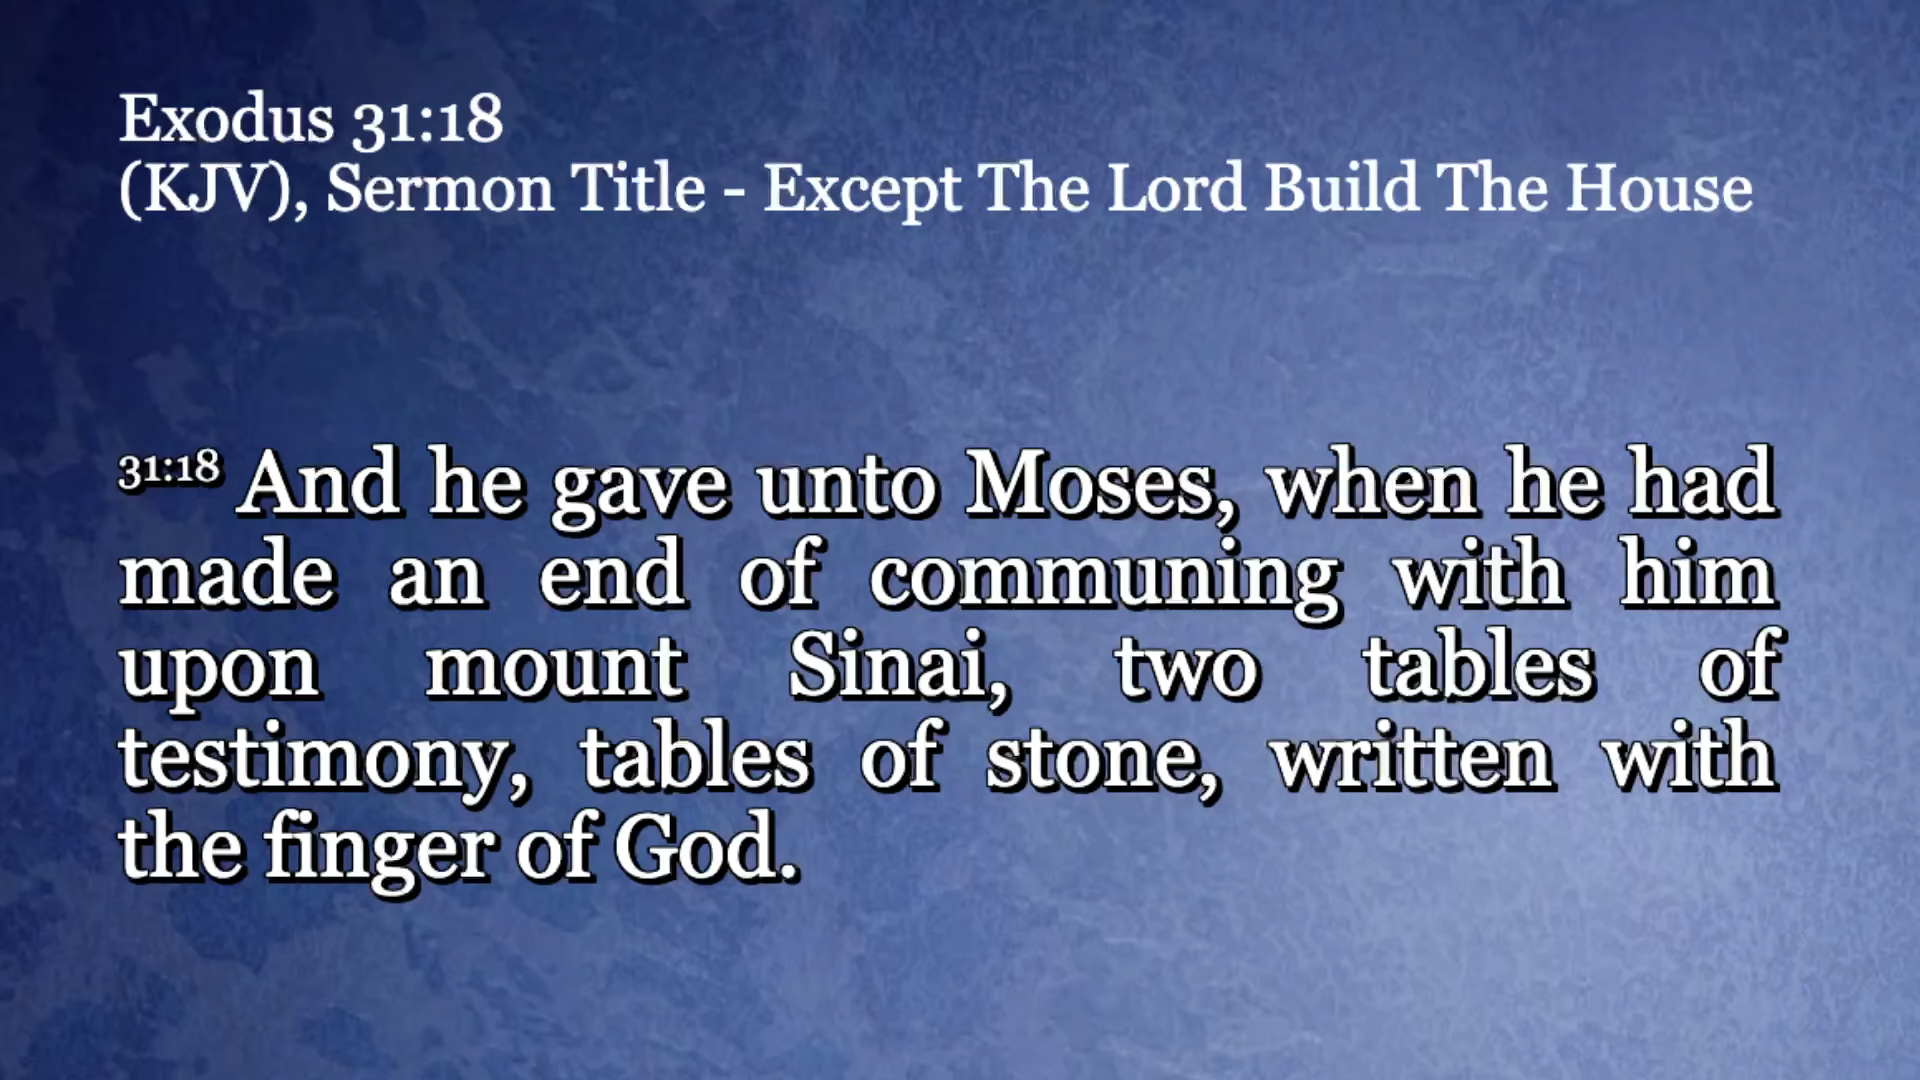 Exodus 31:18
(KJV), Sermon Title - Except The Lord Build The House
31:18 And he gave unto Moses, when he had
made an end of communing with him
upon mount Sinai, two tables of
testimony, tables of stone, written with
the finger of God.